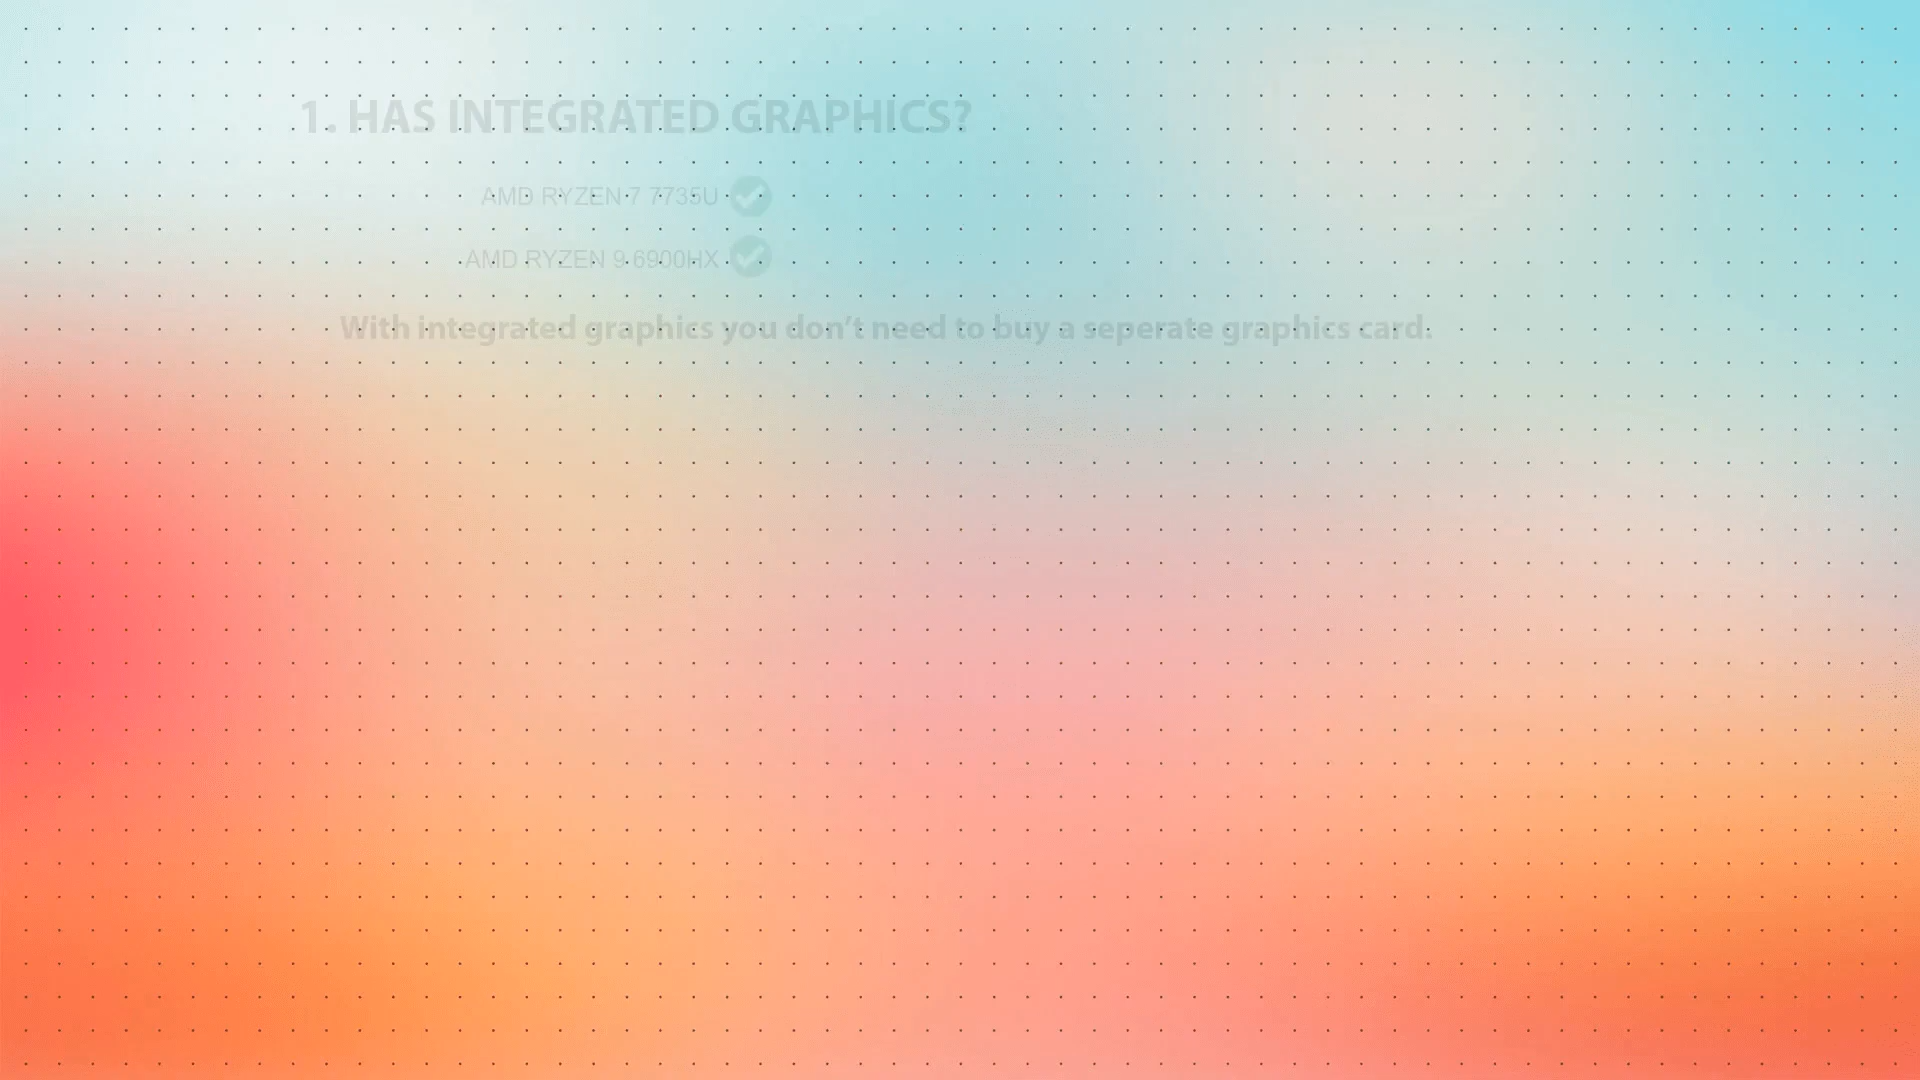 1. HAS INTEGRATED GRAPHICS?
AMD RYZEN 7 7735U
AMD RYZEN 9 6900HX
With integrated graphics you don’t need to buy a seperate graphics card.